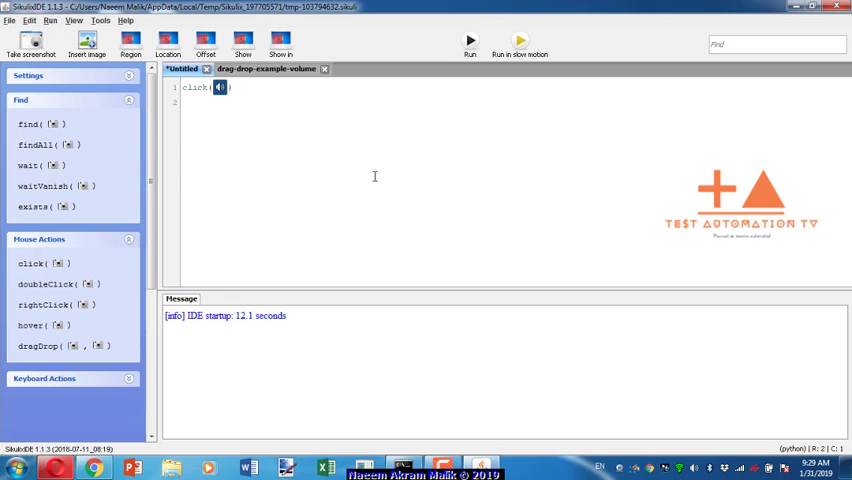 SikulixIDE 1.1.3 - C:/Users/Naeem Malik/AppData/Local/Temp/Sikulix_197705571/tmp-103794632.sikuli
File Edit Run View Tools Help
Take screenshot Insert image Region Location Offset Show Show in Run Run in slow motion Find
Settings
*Untitled drag-drop-example-volume
1 click( )
2
Find
find( )
findAll( )
wait( )
waitVanish( )
exists( )
TEST AUTOMATION TV
Mouse Actions
click( )
doubleClick( )
rightClick( )
hover( )
dragDrop( , )
Message
[info] IDE startup: 12.1 seconds
Keyboard Actions
SikulixIDE 1.1.3 (2018-07-11_08:19)
(python) | R: 2 | C: 1
EN
9:29 AM
1/31/2019
Naeem Akram Malik © 2019